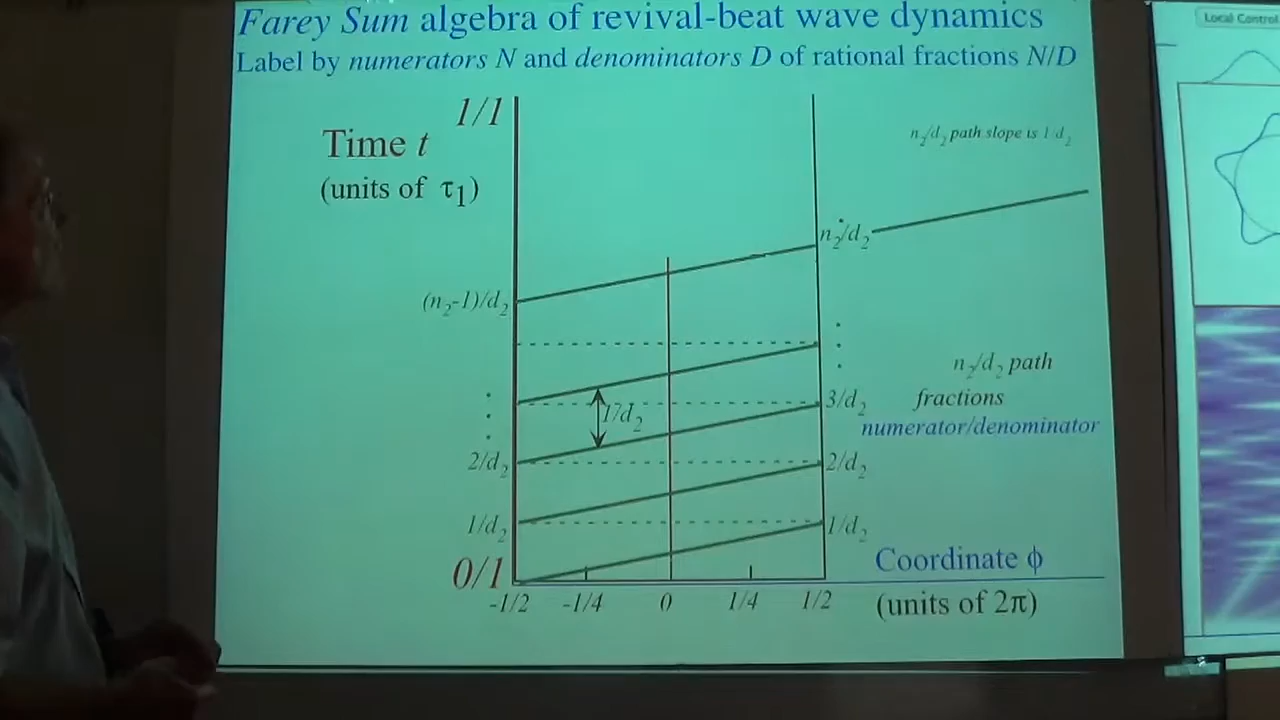 Farey Sum algebra of revival-beat wave dynamics
Label by numerators N and denominators D of rational fractions N/D
1/1
Time t
(units of τ1)
n2/d2 path slope is 1/d2
n2/d2
(n2-1)/d2
n2/d2 path
fractions
numerator/denominator
1/d2
3/d2
2/d2
2/d2
1/d2
1/d2
0/1
Coordinate ϕ
(units of 2π)
-1/2 -1/4 0 1/4 1/2
Local Control